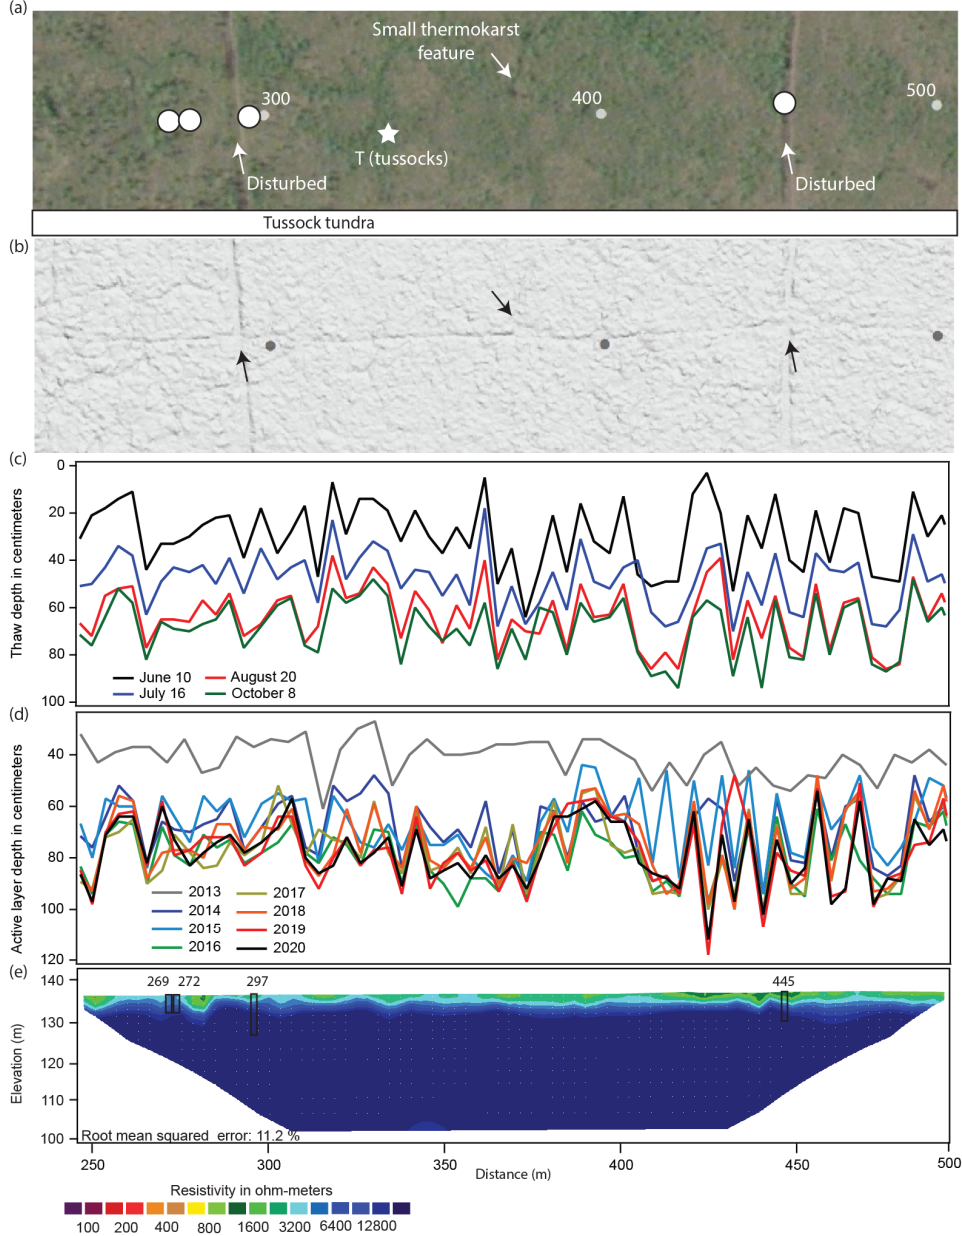 (a)
Small thermokarst
feature
300
400
500
T (tussocks)
Disturbed
Disturbed
Tussock tundra
(b)
(c)
Thaw depth in centimeters
0
20
40
60
80
100
June 10
August 20
July 16
October 8
(d)
Active layer depth in centimeters
40
60
80
100
120
2013
2017
2014
2018
2015
2019
2016
2020
(e)
Elevation (m)
140
130
120
110
100
269
272
297
445
Root mean squared error: 11.2 %
250
300
350
400
450
500
Distance (m)
Resistivity in ohm-meters
100
200
400
800
1600
3200
6400
12800